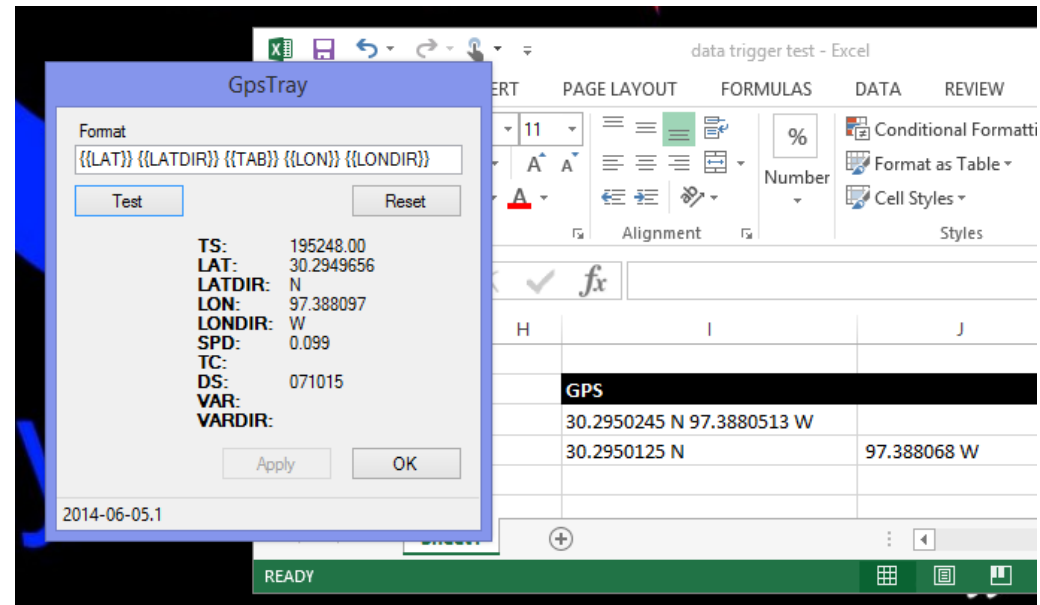 data trigger test - Excel
PAGE LAYOUT FORMULAS DATA REVIEW VIEW
GpsTray
Format
{{LAT}} {{LATDIR}} {{TAB}} {{LON}} {{LONDIR}}
Test Reset
TS: 195248.00
LAT: 30.2949656
LATDIR: N
LON: 97.388097
LONDIR: W
SPD: 0.099
TC:
DS: 071015
VAR:
VARDIR:
Apply OK
2014-06-05.1
11
%
Number
Conditional Formatti
Format as Table
Cell Styles
Alignment Styles
fx
H I J
GPS
30.2950245 N 97.3880513 W
30.2950125 N 97.388068 W
READY